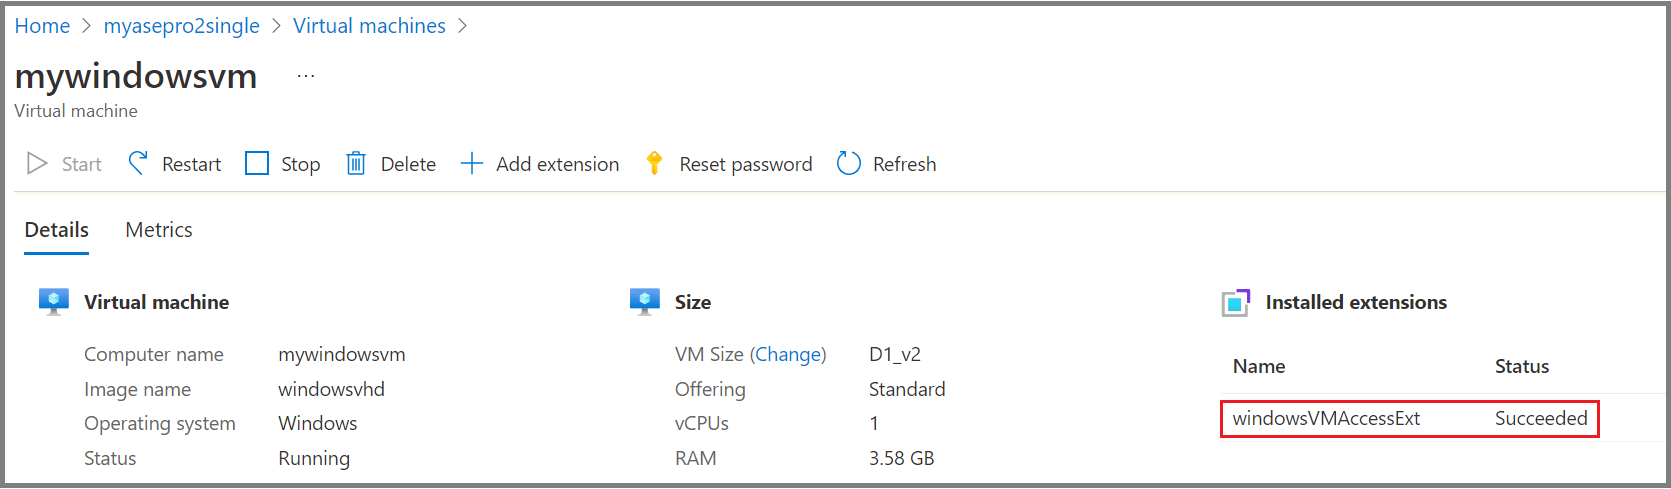 Home > myasepro2single > Virtual machines >
mywindowsvm ...
Virtual machine
Start Restart Stop Delete Add extension Reset password Refresh
Details Metrics
Virtual machine Size Installed extensions
Computer name mywindowsvm VM Size (Change) D1_v2
Name Status
Image name windowsvhd Offering Standard
Operating system Windows vCPUs 1
windowsVMAccessExt Succeeded
Status Running RAM 3.58 GB